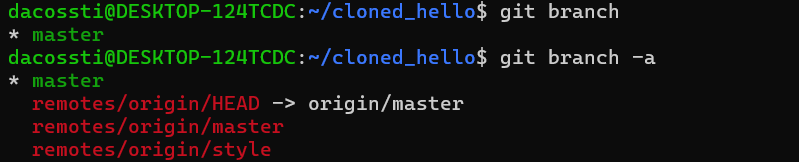 dacossti@DESKTOP-124TCDC:~/cloned_hello$ git branch
* master
dacossti@DESKTOP-124TCDC:~/cloned_hello$ git branch -a
* master
  remotes/origin/HEAD -> origin/master
  remotes/origin/master
  remotes/origin/style